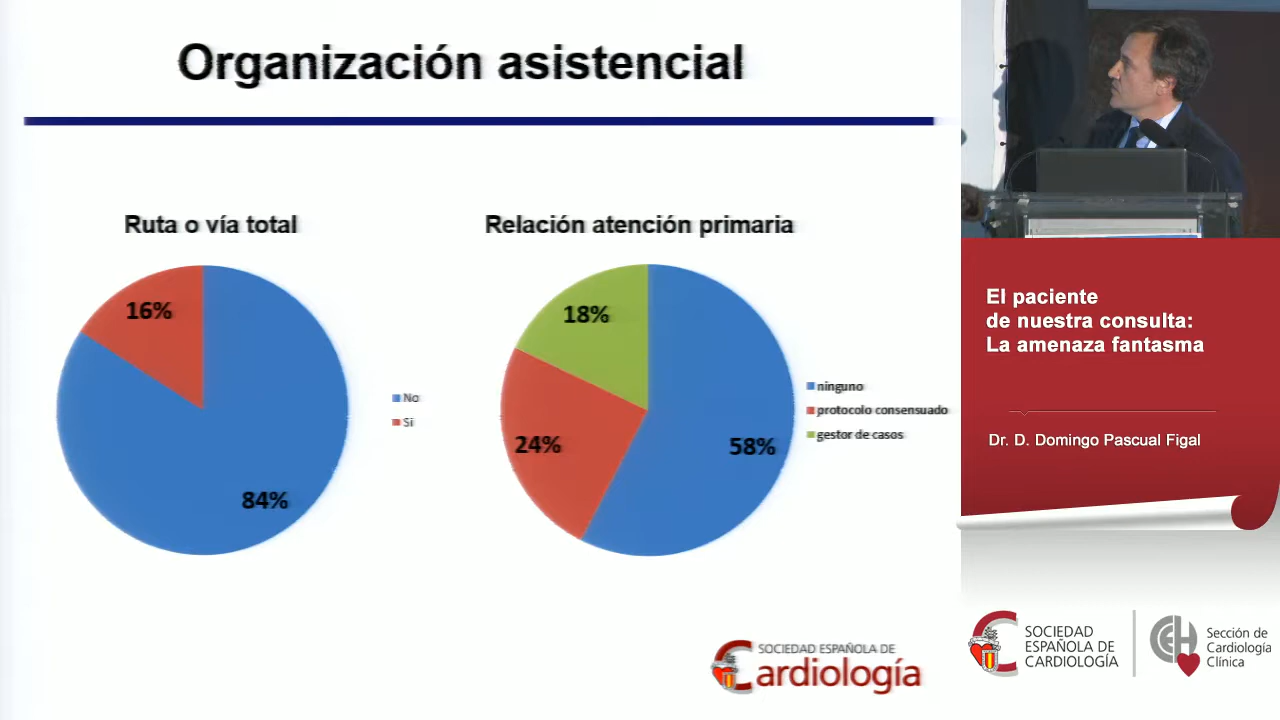 Organización asistencial
Ruta o vía total
16%
84%
No
Si
Relación atención primaria
18%
24%
58%
ninguno
protocolo consensuado
gestor de casos
SOCIEDAD ESPAÑOLA DE
Cardiología
El paciente
de nuestra consulta:
La amenaza fantasma
Dr. D. Domingo Pascual Figal
SOCIEDAD
ESPAÑOLA DE
CARDIOLOGÍA
Sección de
Cardiología
Clínica